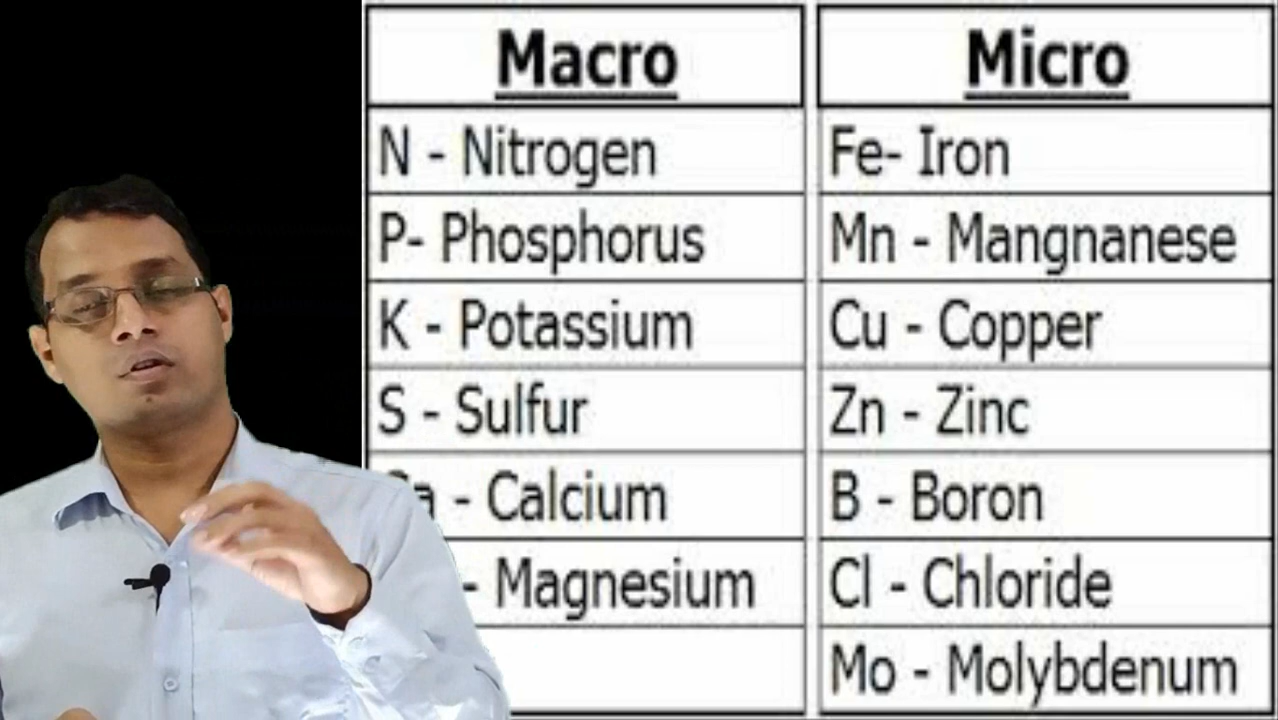 Macro
N - Nitrogen
P- Phosphorus
K - Potassium
S - Sulfur
a - Calcium
- Magnesium
Micro
Fe- Iron
Mn - Mangnanese
Cu - Copper
Zn - Zinc
B - Boron
Cl - Chloride
Mo - Molybdenum